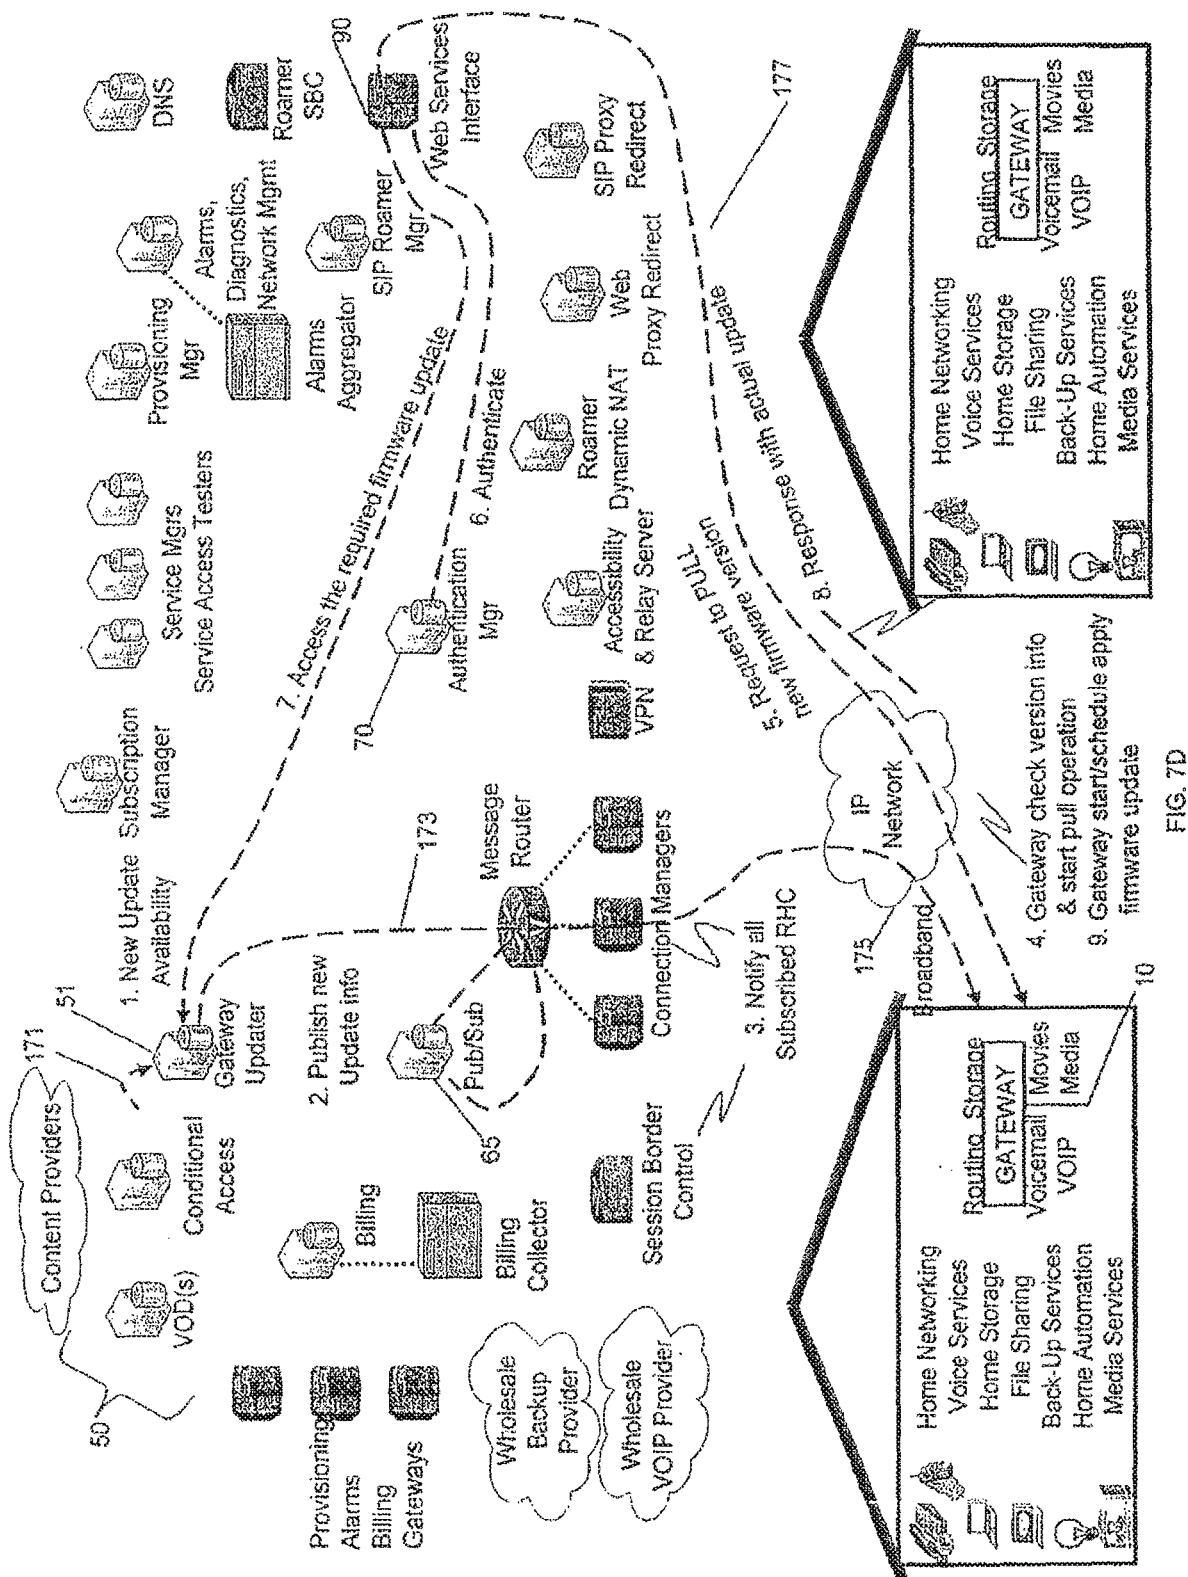 Content Providers
171
50
VOD(s)
Conditional
Access
51
1. New Update
Availability
Subscription
Manager
Service Mgrs
Service Access Testers
Provisioning
Mgr
Alarms,
Diagnostics,
Network Mgmt
DNS
Gateway
Updater
Provisioning
Alarms
Billing
Gateways
Billing
Billing
Collector
2. Publish new
Update info
173
7. Access the required firmware update
Alarms
Aggregator
SIP Roamer
Mgr
Roamer
SBC
90
Web Services
Interface
70
Authentication
Mgr
6. Authenticate
Pub/Sub
65
Message
Router
Wholesale
Backup
Provider
Wholesale
VOIP Provider
Session Border
Control
Connection Managers
VPN
Accessibility
& Relay Server
Roamer
Dynamic NAT
Web
Proxy Redirect
SIP Proxy
Redirect
3. Notify all
Subscribed RHC
5. Request to PULL
new firmware version
8. Response with actual update
177
175
IP
Network
Broadband
Home Networking
Voice Services
Home Storage
File Sharing
Back-Up Services
Home Automation
Media Services
Routing Storage
GATEWAY
Voicemail Movies
VOIP Media
10
4. Gateway check version into
& start pull operation
9. Gateway start/schedule apply
firmware update
Home Networking
Voice Services
Home Storage
File Sharing
Back-Up Services
Home Automation
Media Services
Routing Storage
GATEWAY
Voicemail Movies
VOIP Media
FIG. 7D